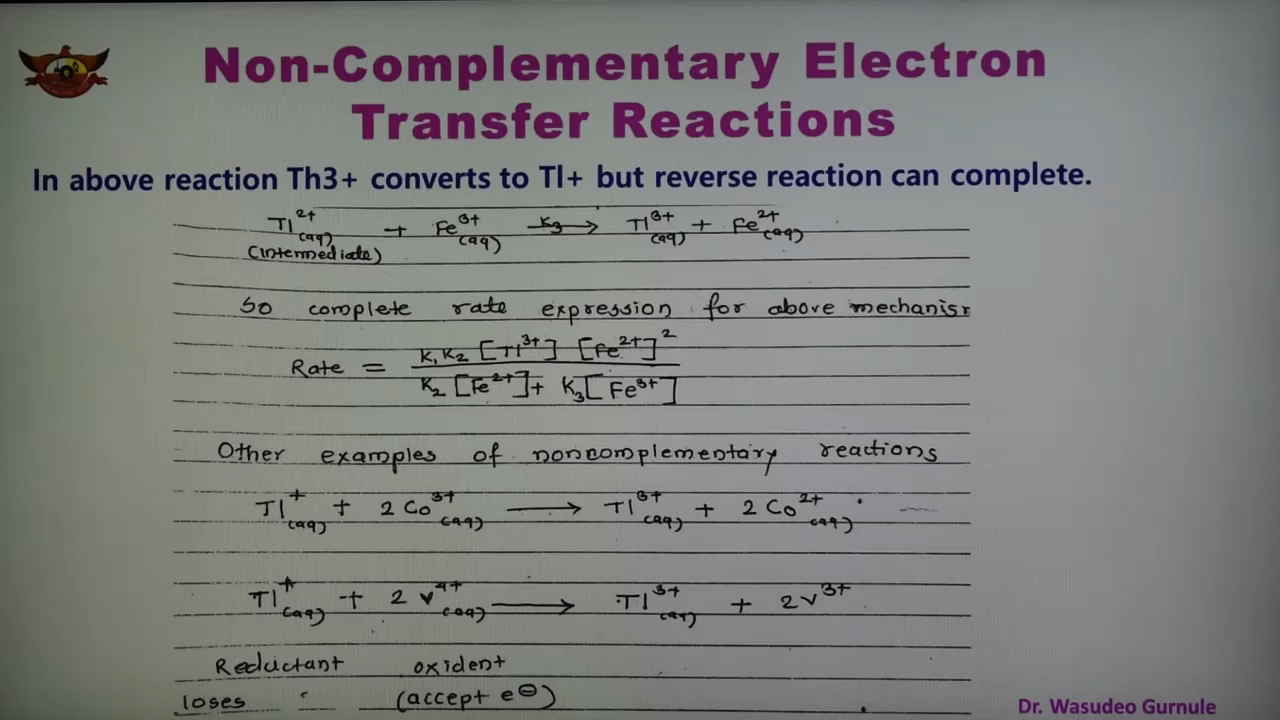 Non-Complementary Electron
Transfer Reactions
In above reaction Th3+ converts to Tl+ but reverse reaction can complete.
Tl²⁺(aq) + Fe³⁺(aq) —K₃→ Tl³⁺(aq) + Fe²⁺(aq)
(intermediate)
So complete rate expression for above mechanism
Rate = K₁K₂ [Tl³⁺] [Fe²⁺]² / K₂ [Fe²⁺] + K₃ [Fe³⁺]
Other examples of noncomplementary reactions
Tl⁺(aq) + 2 Co³⁺(aq) ⟶ Tl³⁺(aq) + 2 Co²⁺(aq)
Tl⁺(aq) + 2 V⁴⁺(aq) ⟶ Tl³⁺(aq) + 2V³⁺
Reductant oxident
loses (accept e⊖)
Dr. Wasudeo Gurnule